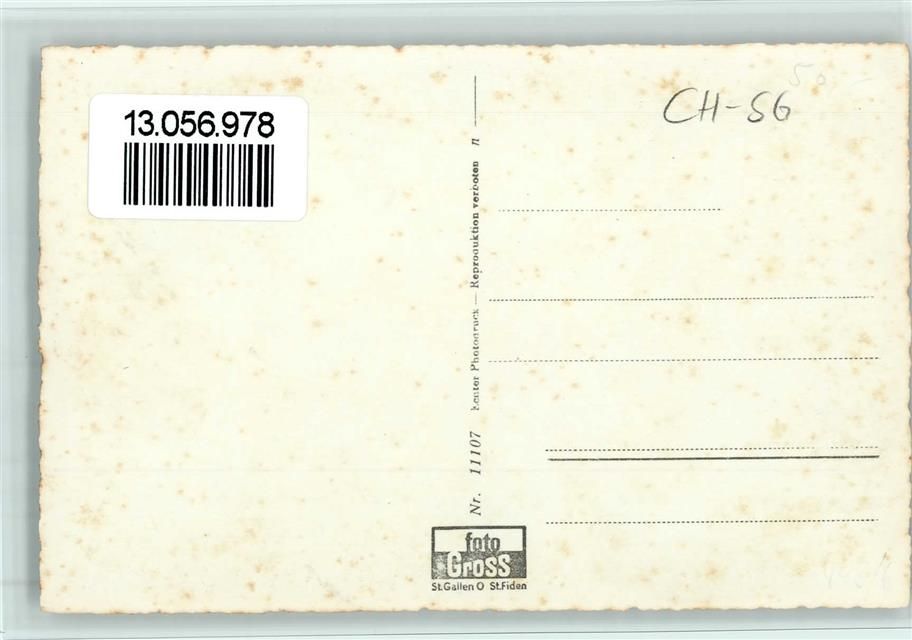 13.056.978
CH-SG
50
Nr. 11107 Echter Photodruck — Reproduktion verboten n
foto
Gross
St.Gallen O St.Fiden